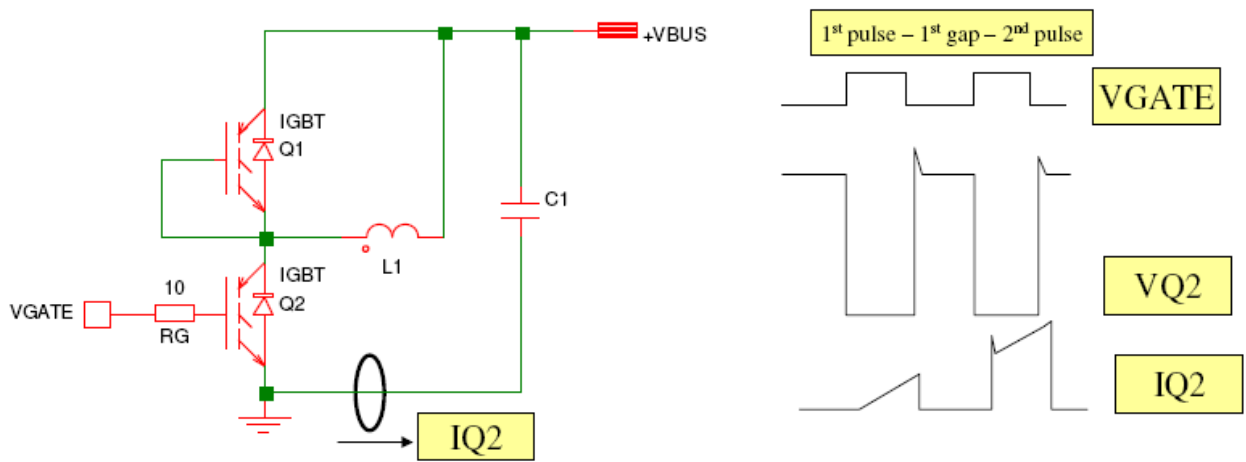 +VBUS
IGBT
Q1
C1
L1
IGBT
Q2
10
VGATE
RG
IQ2
1st pulse – 1st gap – 2nd pulse
VGATE
VQ2
IQ2